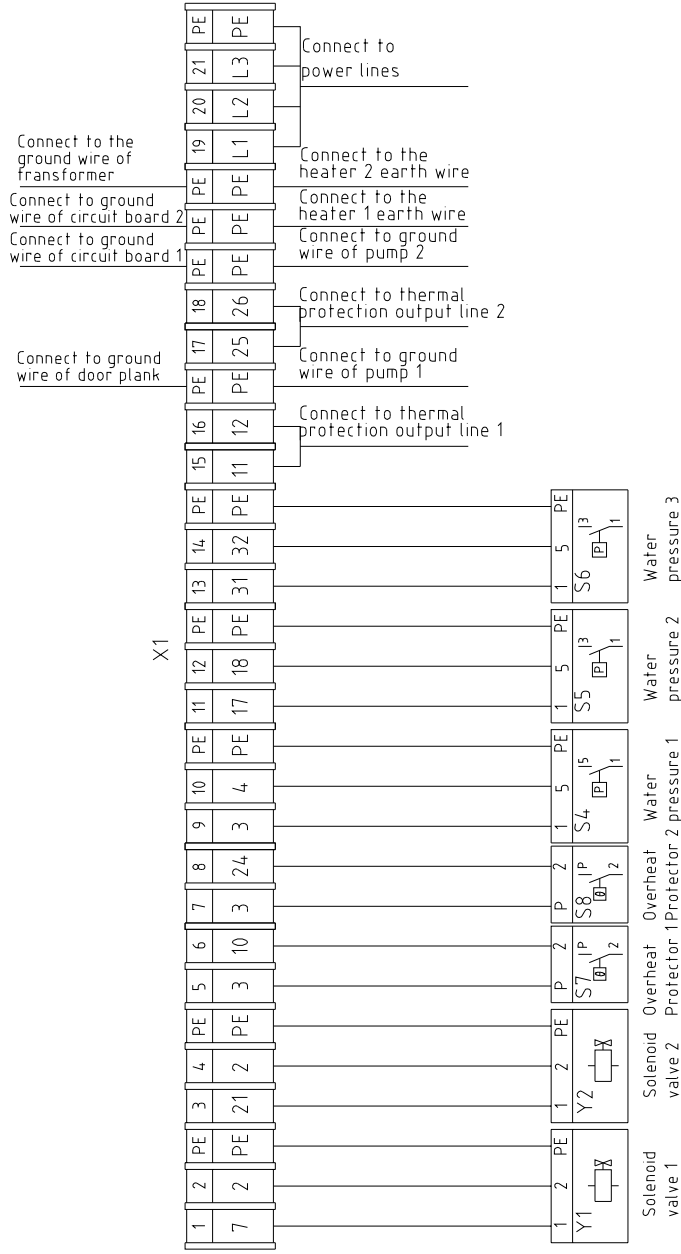 PE PE
21 L3
20 L2
19 L1
PE PE
PE PE
PE PE
18 26
17 25
PE PE
16 12
15 11
PE PE
14 32
13 31
PE PE
12 18
11 17
PE PE
10 4
9 3
8 24
7 3
6 10
5 3
PE PE
4 2
3 21
PE PE
2 2
1 7
X1
Connect to
power lines
Connect to the
ground wire of
transformer
Connect to the
heater 2 earth wire
Connect to ground
wire of circuit board 2
Connect to the
heater 1 earth wire
Connect to ground
wire of circuit board 1
Connect to ground
wire of pump 2
Connect to thermal
protection output line 2
Connect to ground
wire of door plank
Connect to ground
wire of pump 1
Connect to thermal
protection output line 1
1 5 PE
S6 P 3 1
Water
pressure 3
1 5 PE
S5 P 3 1
Water
pressure 2
1 5 PE
S4 P 5 1
Water
pressure 1
P 2
S8 θ P 2
Overheat
Protector 2
P 2
S7 θ P 2
Overheat
Protector 1
1 2 PE
Y2
Solenoid
valve 2
1 2 PE
Y1
Solenoid
valve 1